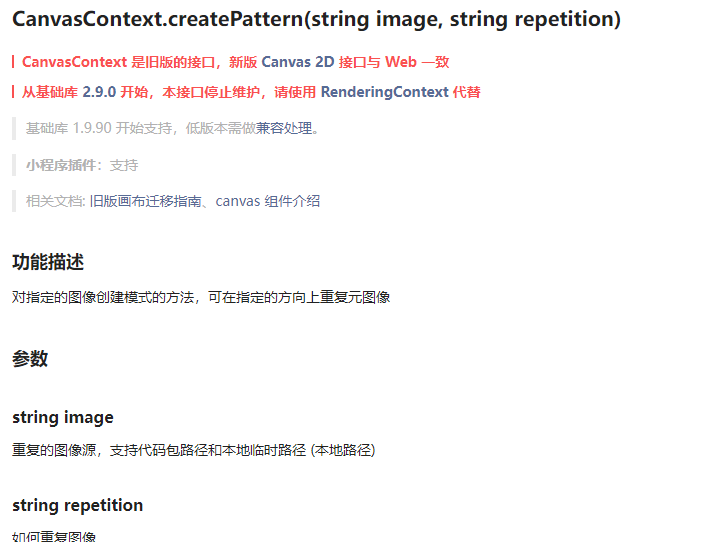 CanvasContext.createPattern(string image, string repetition)
CanvasContext 是旧版的接口，新版 Canvas 2D 接口与 Web 一致
从基础库 2.9.0 开始，本接口停止维护，请使用 RenderingContext 代替
基础库 1.9.90 开始支持，低版本需做兼容处理。
小程序插件：支持
相关文档: 旧版画布迁移指南、canvas 组件介绍
功能描述
对指定的图像创建模式的方法，可在指定的方向上重复元图像
参数
string image
重复的图像源，支持代码包路径和本地临时路径 (本地路径)
string repetition
如何重复图像